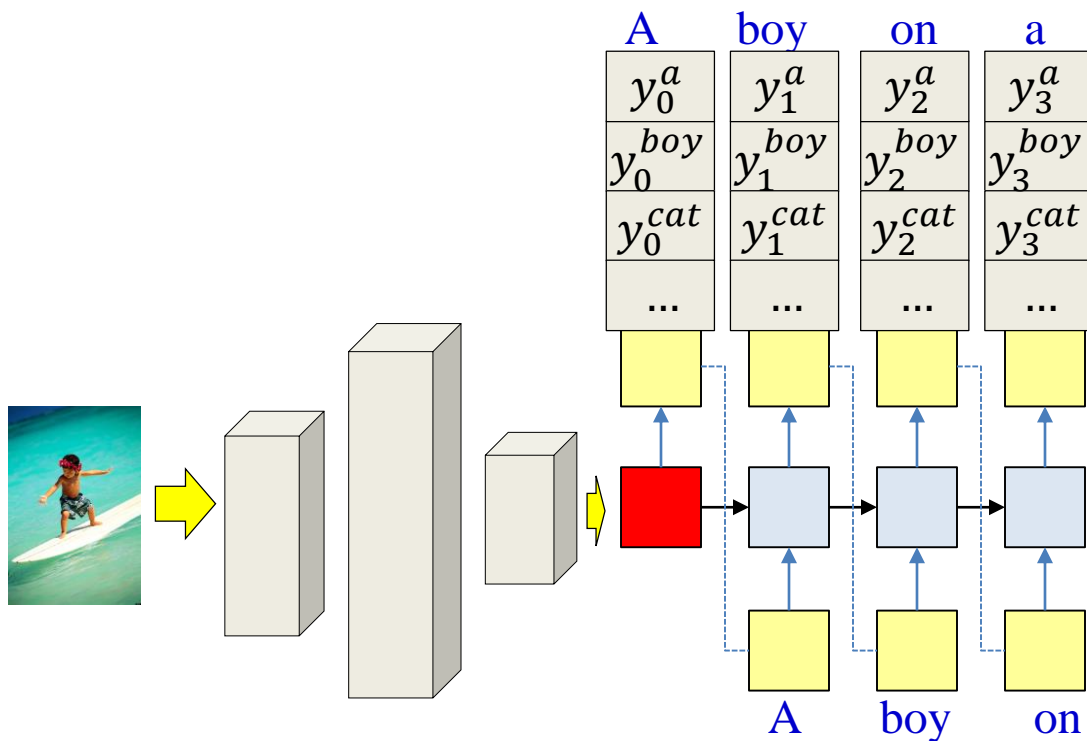 A boy on a
y_0^a y_1^a y_2^a y_3^a
y_0^{boy} y_1^{boy} y_2^{boy} y_3^{boy}
y_0^{cat} y_1^{cat} y_2^{cat} y_3^{cat}
... ... ... ...
A boy on